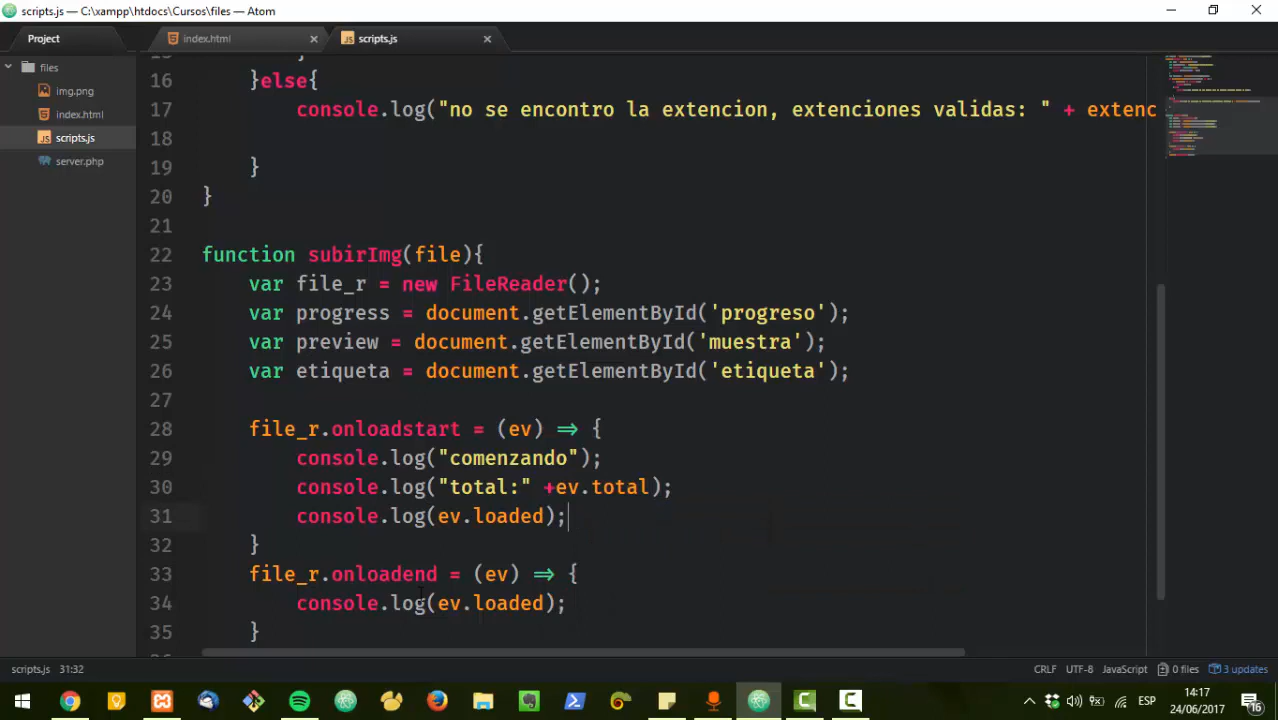 scripts.js — C:\xampp\htdocs\Cursos\files — Atom
Project
index.html
scripts.js
files
img.png
index.html
scripts.js
server.php
16 }else{
17 console.log("no se encontro la extencion, extenciones validas: " + extenc
18
19 }
20 }
21
22 function subirImg(file){
23 var file_r = new FileReader();
24 var progress = document.getElementById('progreso');
25 var preview = document.getElementById('muestra');
26 var etiqueta = document.getElementById('etiqueta');
27
28 file_r.onloadstart = (ev) => {
29 console.log("comenzando");
30 console.log("total:" +ev.total);
31 console.log(ev.loaded);
32 }
33 file_r.onloadend = (ev) => {
34 console.log(ev.loaded);
35 }
scripts.js 31:32
CRLF UTF-8 JavaScript 0 files 3 updates
ESP
14:17
24/06/2017
16